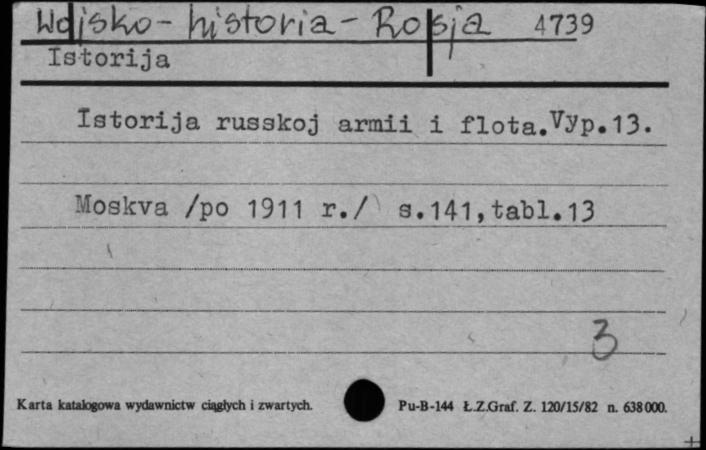 Wojsko - historia - Rosja 4739
Istorija
Istorija russkoj armii i flota. Vyp.13.
Moskva /po 1911 r./ s.141,tabl.13
3
Karta katalogowa wydawnictw ciągłych i zwartych. Pu-B-144 Ł.Z.Graf. Z. 120/15/82 n. 638000.